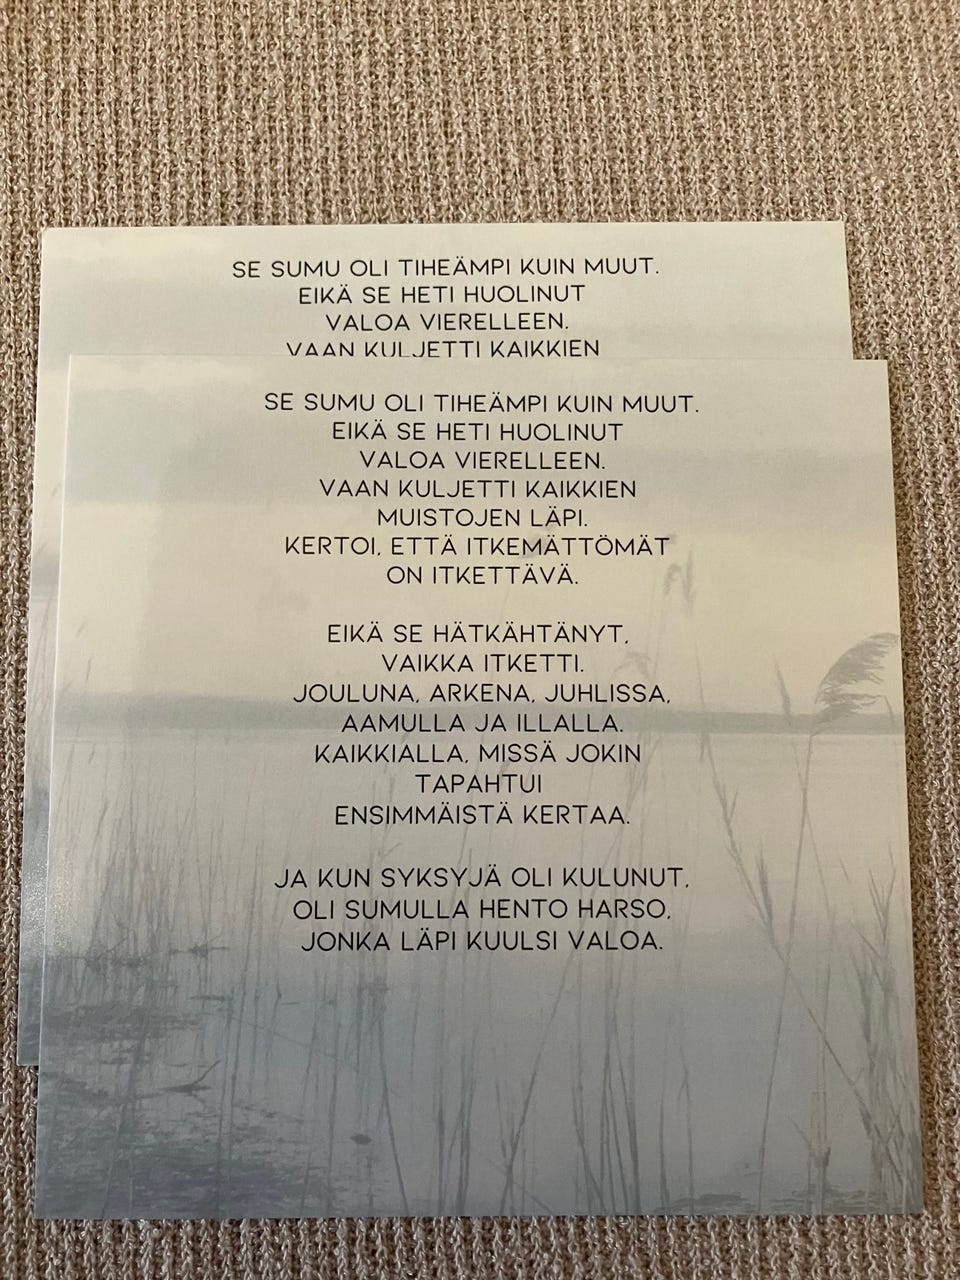 SE SUMU OLI TIHEÄMPI KUIN MUUT.
EIKÄ SE HETI HUOLINUT
VALOA VIERELLEEN.
VAAN KULJETTI KAIKKIEN
SE SUMU OLI TIHEÄMPI KUIN MUUT.
EIKÄ SE HETI HUOLINUT
VALOA VIERELLEEN.
VAAN KULJETTI KAIKKIEN
MUISTOJEN LÄPI.
KERTOI, ETTÄ ITKEMÄTTÖMÄT
ON ITKETTÄVÄ.
EIKÄ SE HÄTKÄHTÄNYT,
VAIKKA ITKETTI.
JOULUNA, ARKENA, JUHLISSA,
AAMULLA JA ILLALLA.
KAIKKIALLA, MISSÄ JOKIN
TAPAHTUI
ENSIMMÄISTÄ KERTAA.
JA KUN SYKSYJÄ OLI KULUNUT,
OLI SUMULLA HENTO HARSO,
JONKA LÄPI KUULSI VALOA.